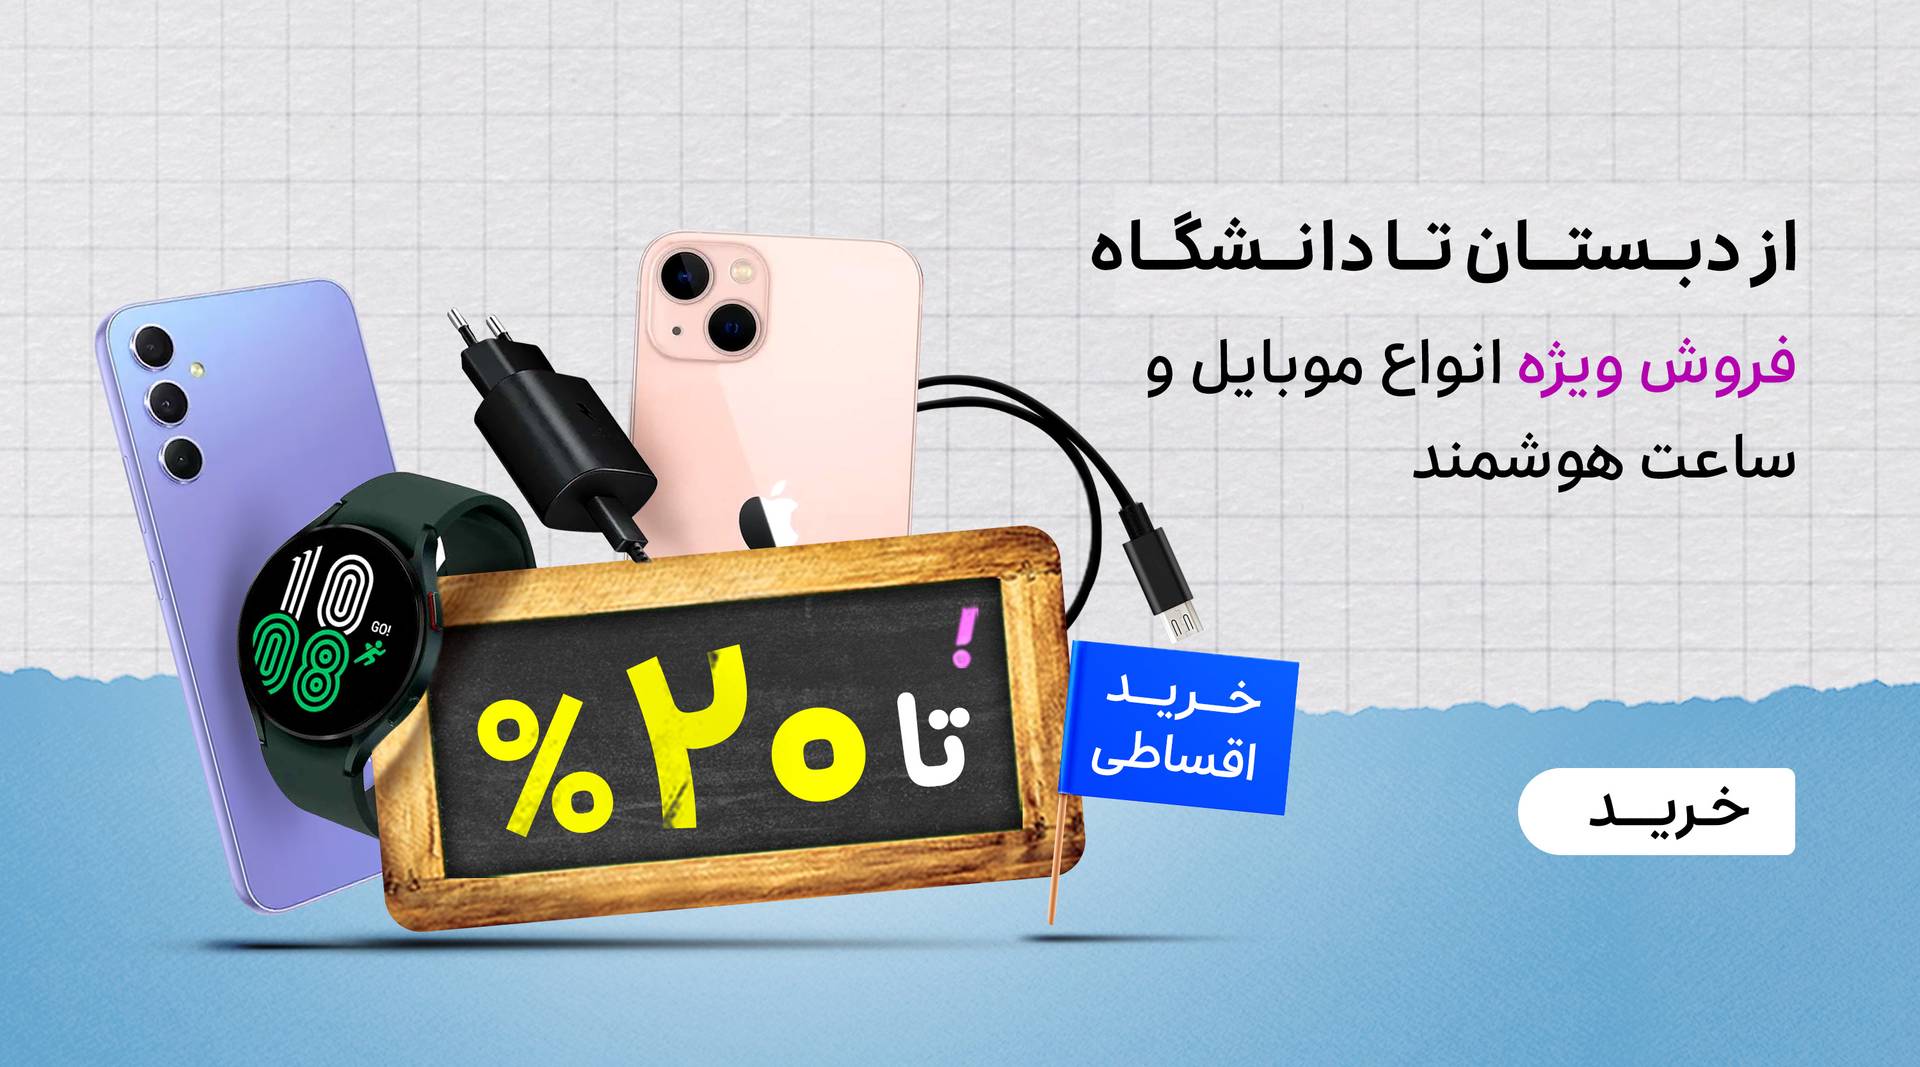 از دبستان تا دانشگاه
فروش ویژه انواع موبایل و
ساعت هوشمند
!
تا ۲۰%
خرید
اقساطی
خرید
10
08
GO!